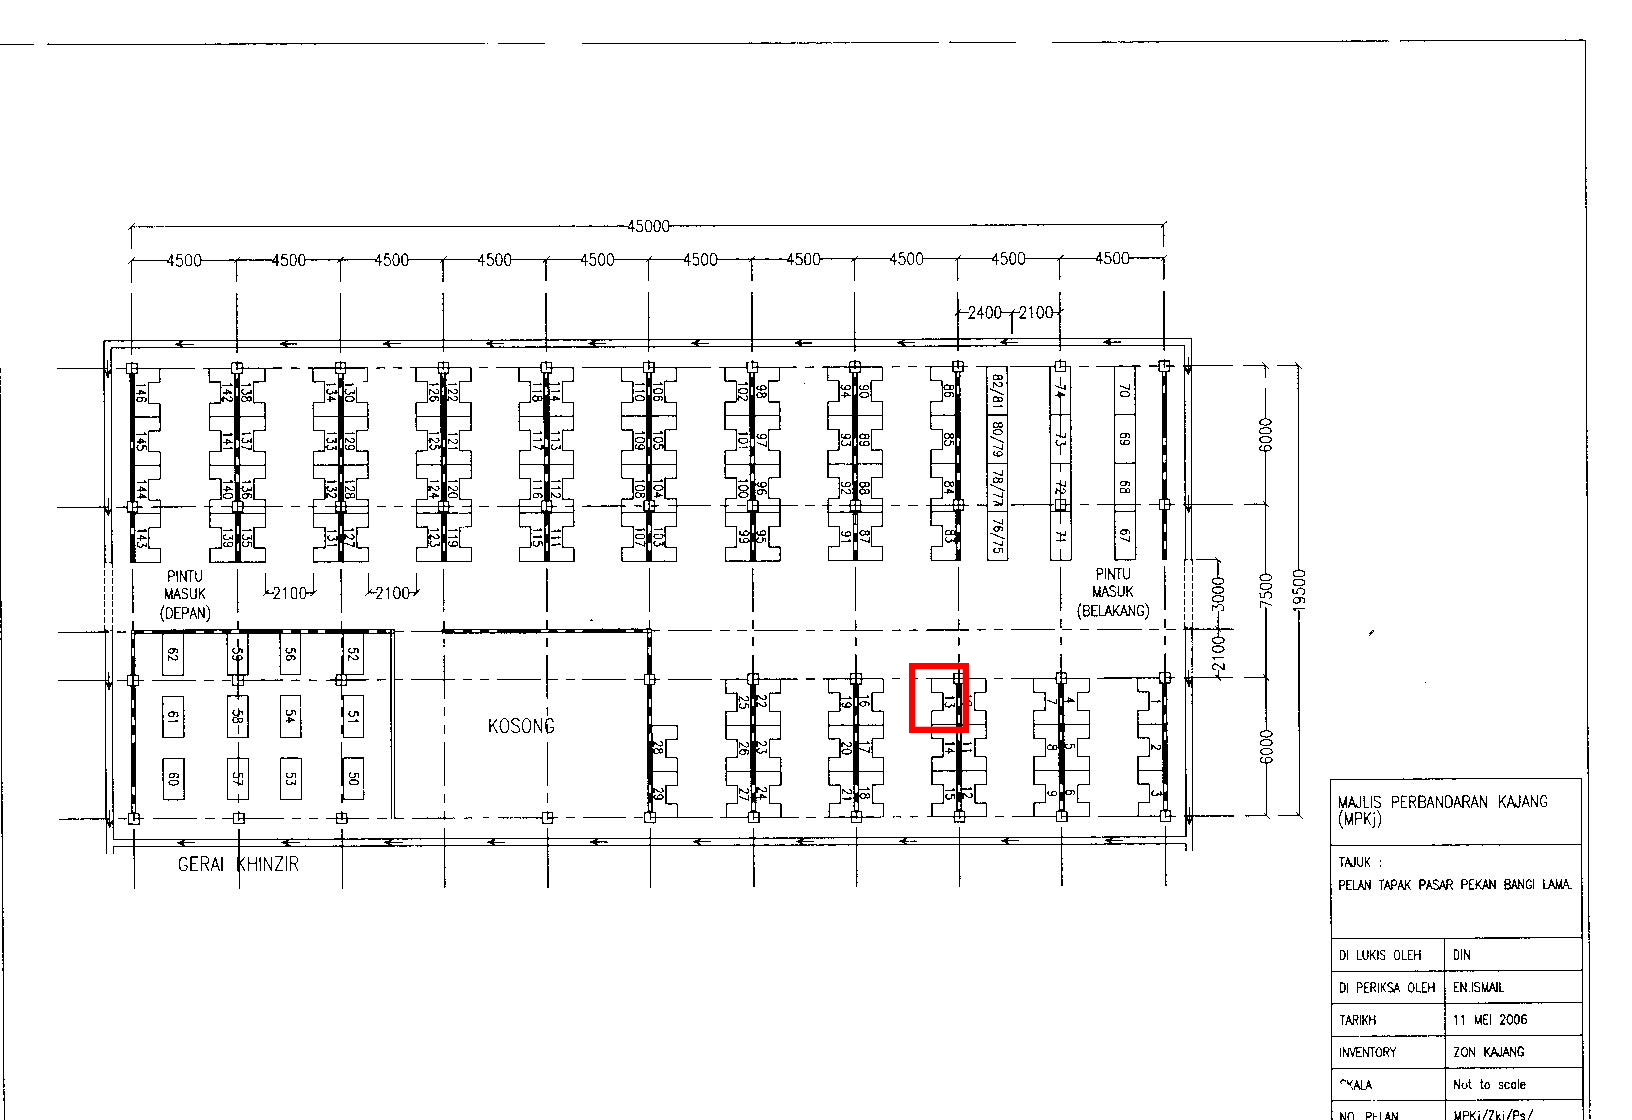 45000
4500 4500 4500 4500 4500 4500 4500 4500 4500 4500
2400 2100
146 142 138 134 130 126 122 118 114 110 106 102 98 94 90 86 82/81 74 70
145 141 137 133 129 125 121 117 113 109 105 101 97 93 89 85 80/79 73 69
144 140 136 132 128 124 120 116 112 108 104 100 96 92 88 84 78/77 72 68
143 139 135 131 127 123 119 115 111 107 103 99 95 91 87 83 76/75 71 67
6000
PINTU
MASUK
(DEPAN)
2100 2100
PINTU
MASUK
(BELAKANG)
3000 7500 19500
2100
62 59 56 52
61 58 54 51
60 57 53 50
KOSONG
25 22 19 16 13 7 4 1
28 26 23 20 17 14 11 8 5 2
29 27 24 21 18 15 12 9 6 3
6000
GERAI KHINZIR
MAJLIS PERBANDARAN KAJANG
(MPKj)
TAJUK :
PELAN TAPAK PASAR PEKAN BANGI LAMA.
DI LUKIS OLEH DIN
DI PERIKSA OLEH EN.ISMAIL
TARIKH 11 MEI 2006
INVENTORY ZON KAJANG
SKALA Not to scale
NO. PELAN MPKj/Zkj/Ps/